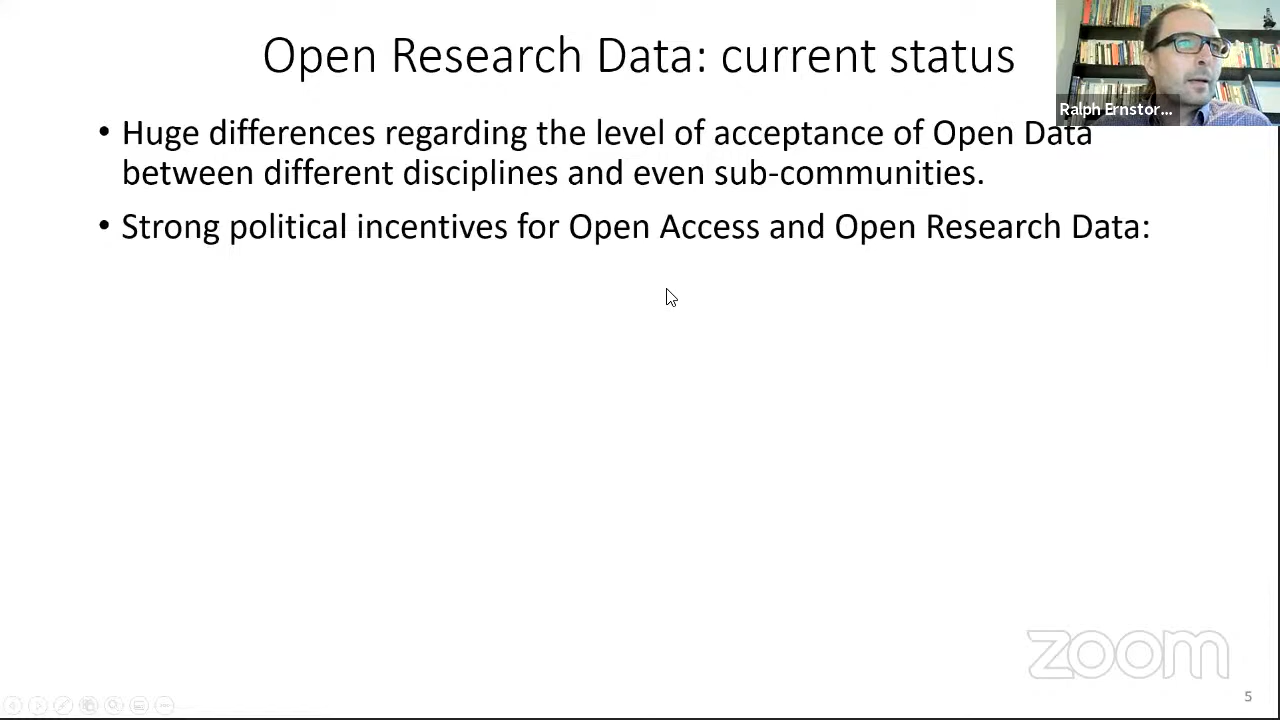 Open Research Data: current status
Ralph Ernstor...
• Huge differences regarding the level of acceptance of Open Data
between different disciplines and even sub-communities.
• Strong political incentives for Open Access and Open Research Data:
zoom
5